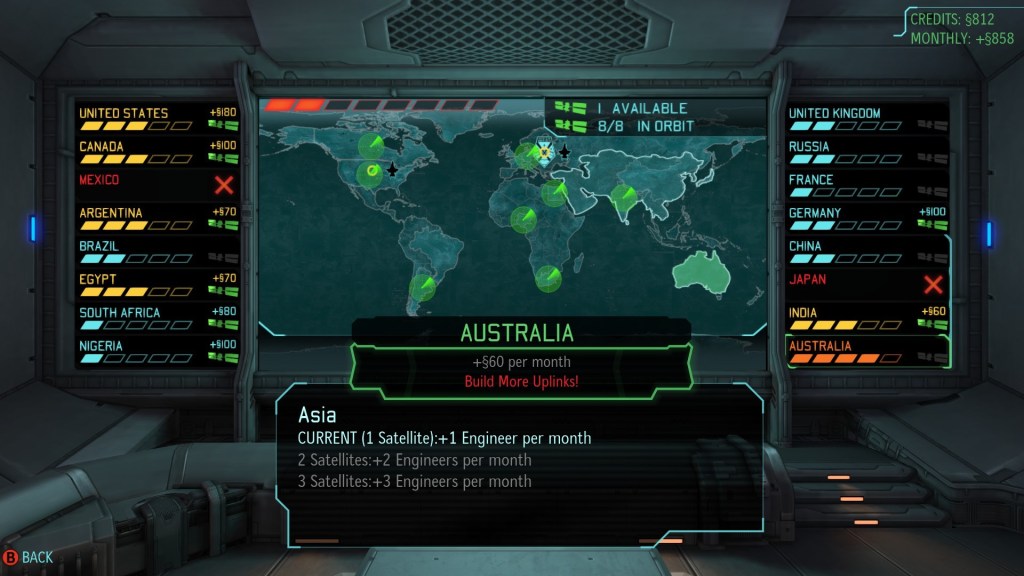 CREDITS: §812
MONTHLY: +§858
UNITED STATES +§180
CANADA +§100
MEXICO
ARGENTINA +§70
BRAZIL
EGYPT +§70
SOUTH AFRICA +§80
NIGERIA +§100
1 AVAILABLE
8/8 IN ORBIT
UNITED KINGDOM
RUSSIA
FRANCE
GERMANY +§100
CHINA
JAPAN
INDIA +§60
AUSTRALIA
AUSTRALIA
+§60 per month
Build More Uplinks!
Asia
CURRENT (1 Satellite):+1 Engineer per month
2 Satellites:+2 Engineers per month
3 Satellites:+3 Engineers per month
B BACK